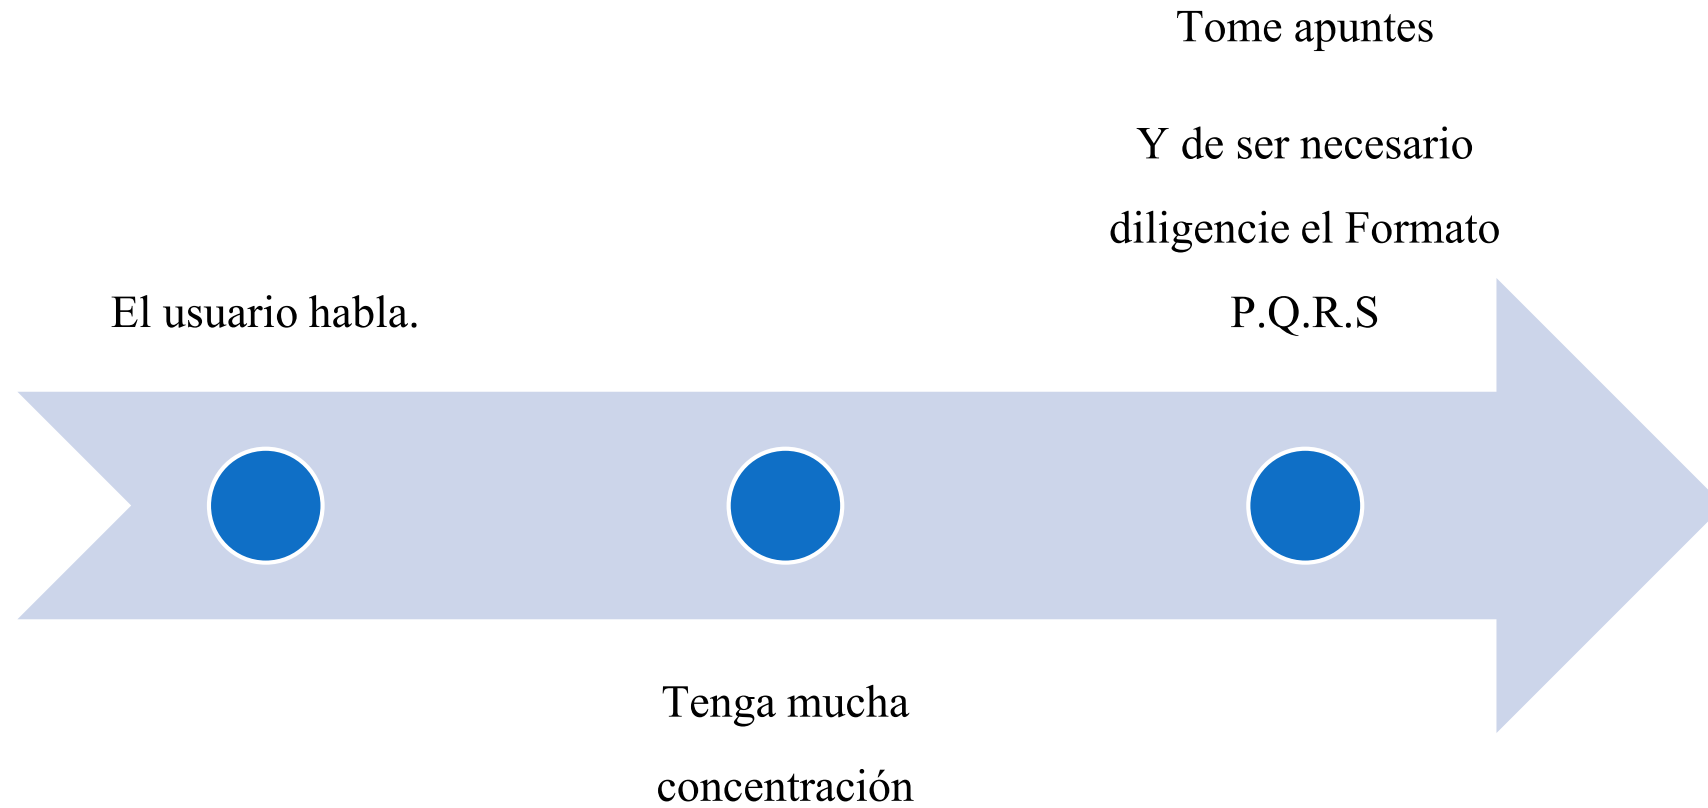 El usuario habla.
Tenga mucha
concentración
Tome apuntes
Y de ser necesario
diligencie el Formato
P.Q.R.S